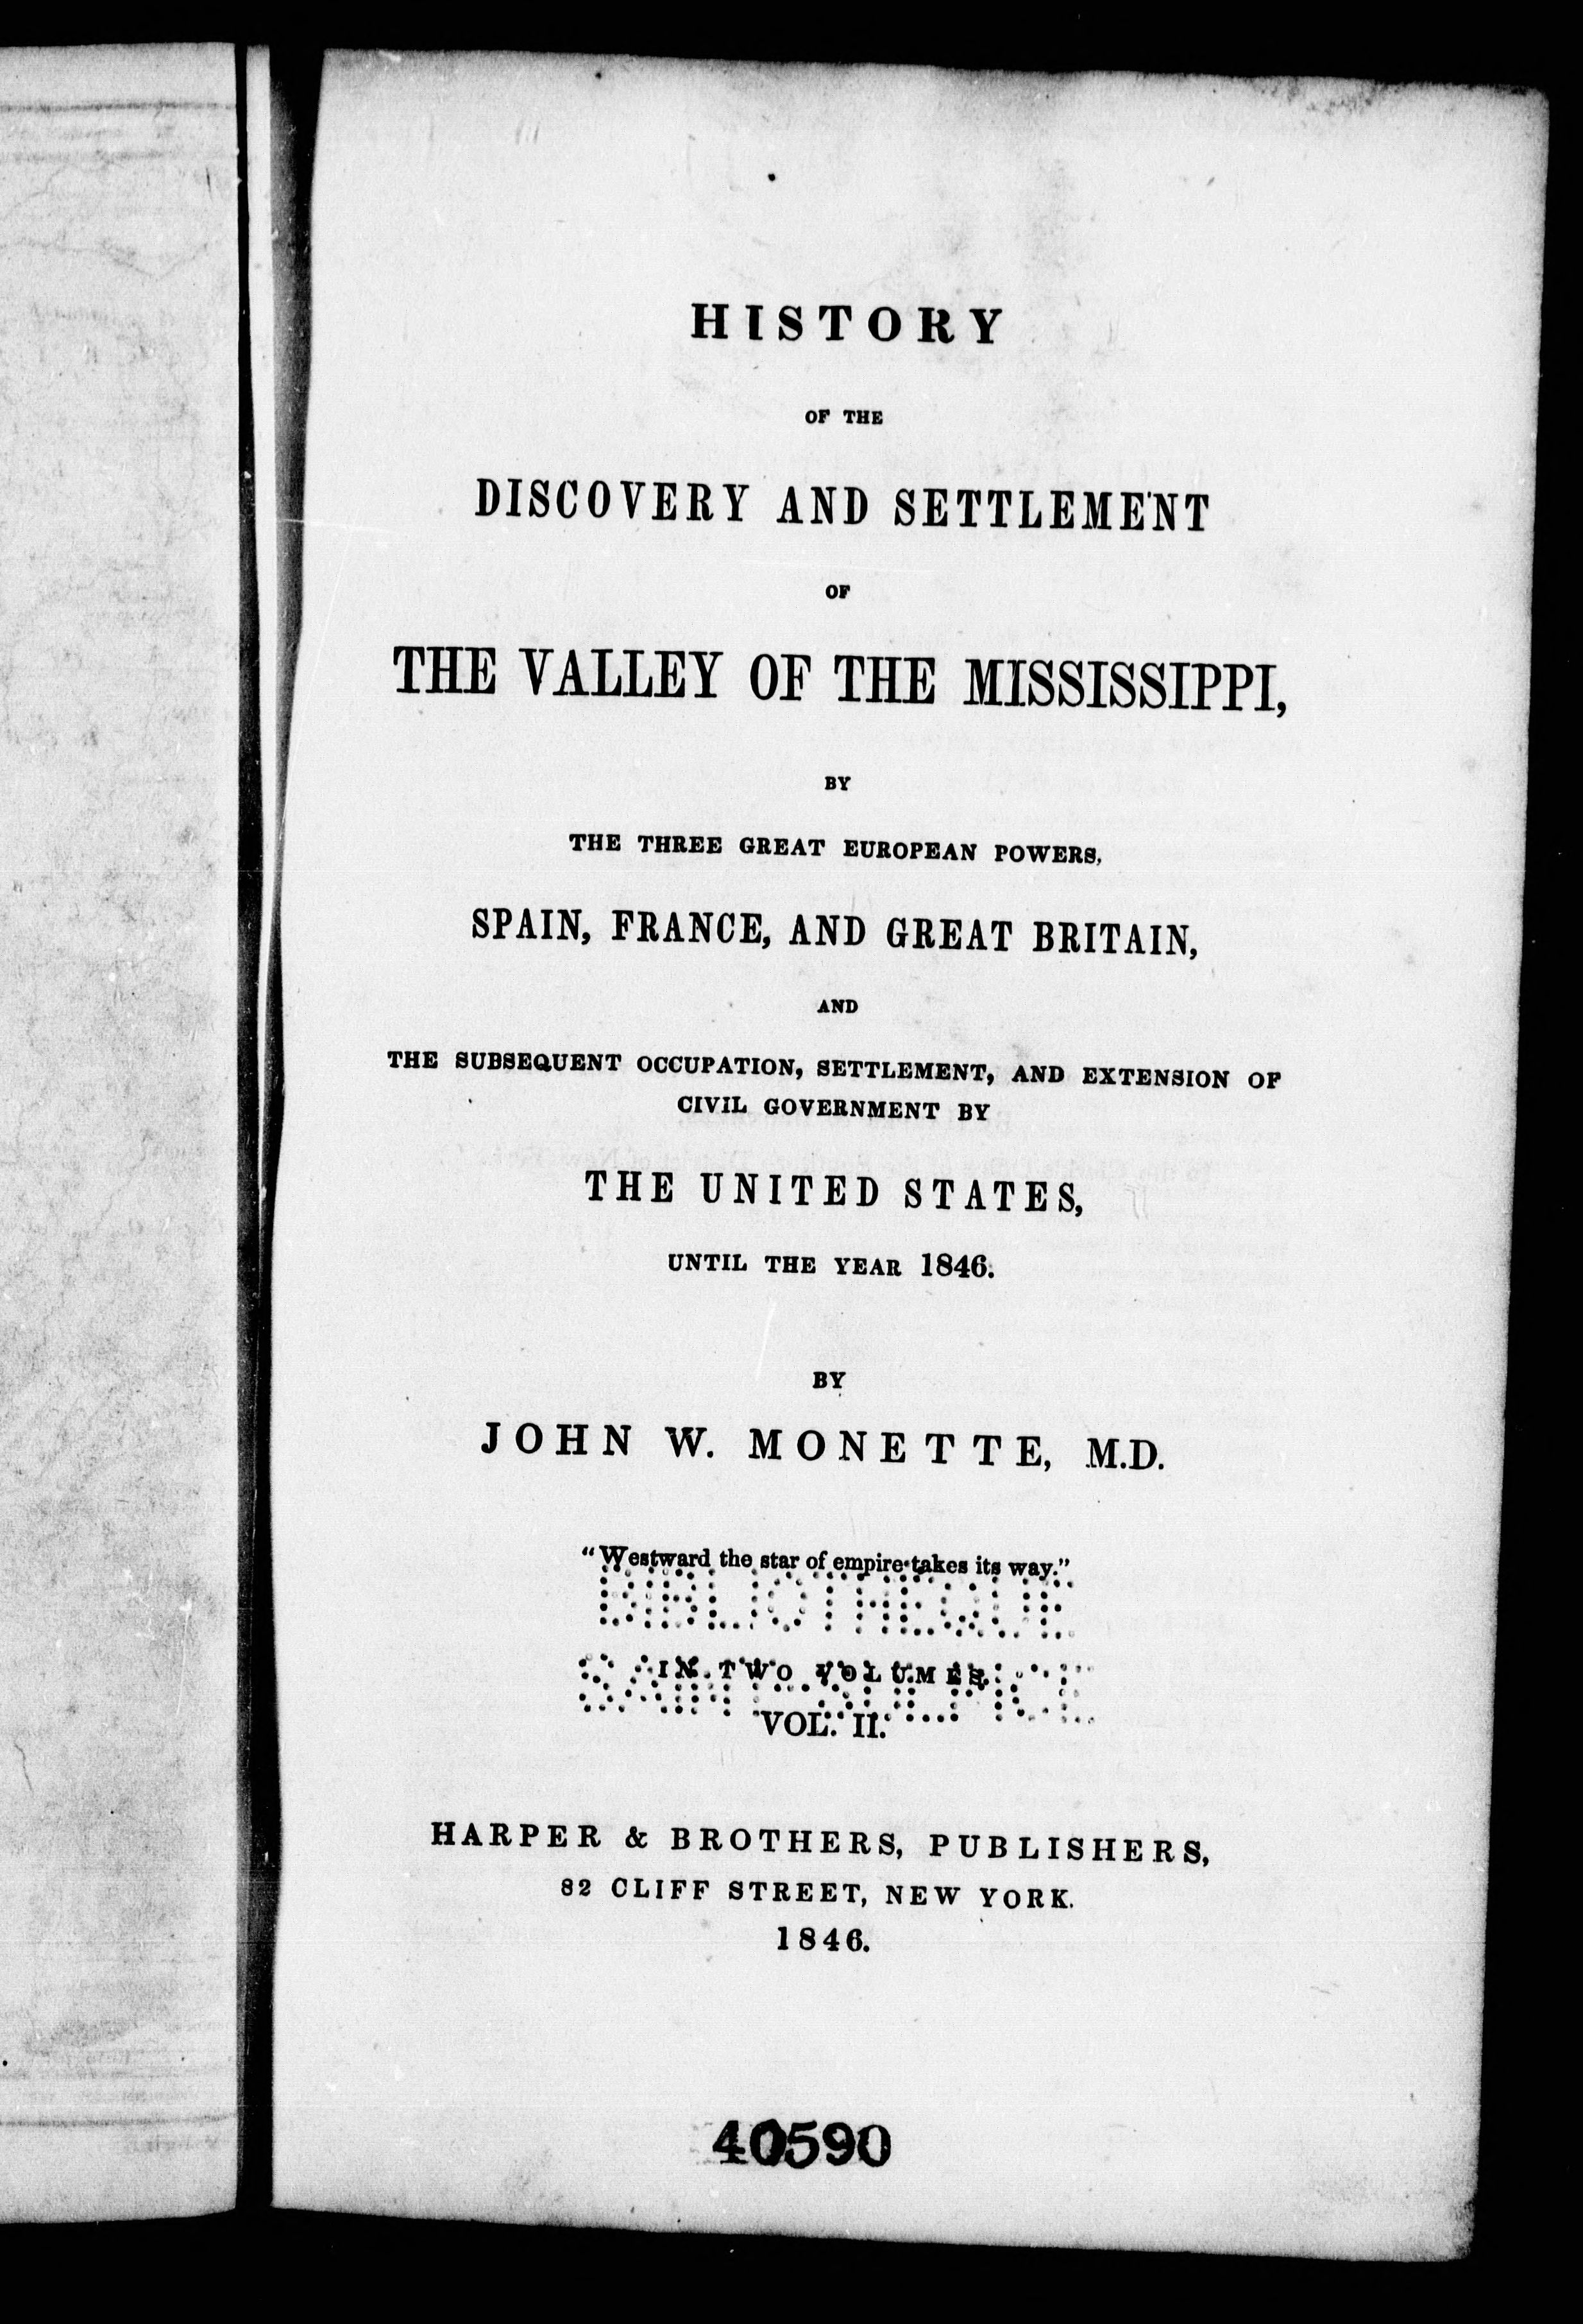 HISTORY
OF THE
DISCOVERY AND SETTLEMENT
OF
THE VALLEY OF THE MISSISSIPPI,
BY
THE THREE GREAT EUROPEAN POWERS,
SPAIN, FRANCE, AND GREAT BRITAIN,
AND
THE SUBSEQUENT OCCUPATION, SETTLEMENT, AND EXTENSION OF
CIVIL GOVERNMENT BY
THE UNITED STATES,
UNTIL THE YEAR 1846.
BY
JOHN W. MONETTE, M.D.
"Westward the star of empire takes its way."
BIBLIOTHEQUE
IN TWO VOLUMES.
SAINT-SULPICE
VOL. II.
HARPER & BROTHERS, PUBLISHERS,
82 CLIFF STREET, NEW YORK.
1846.
40590